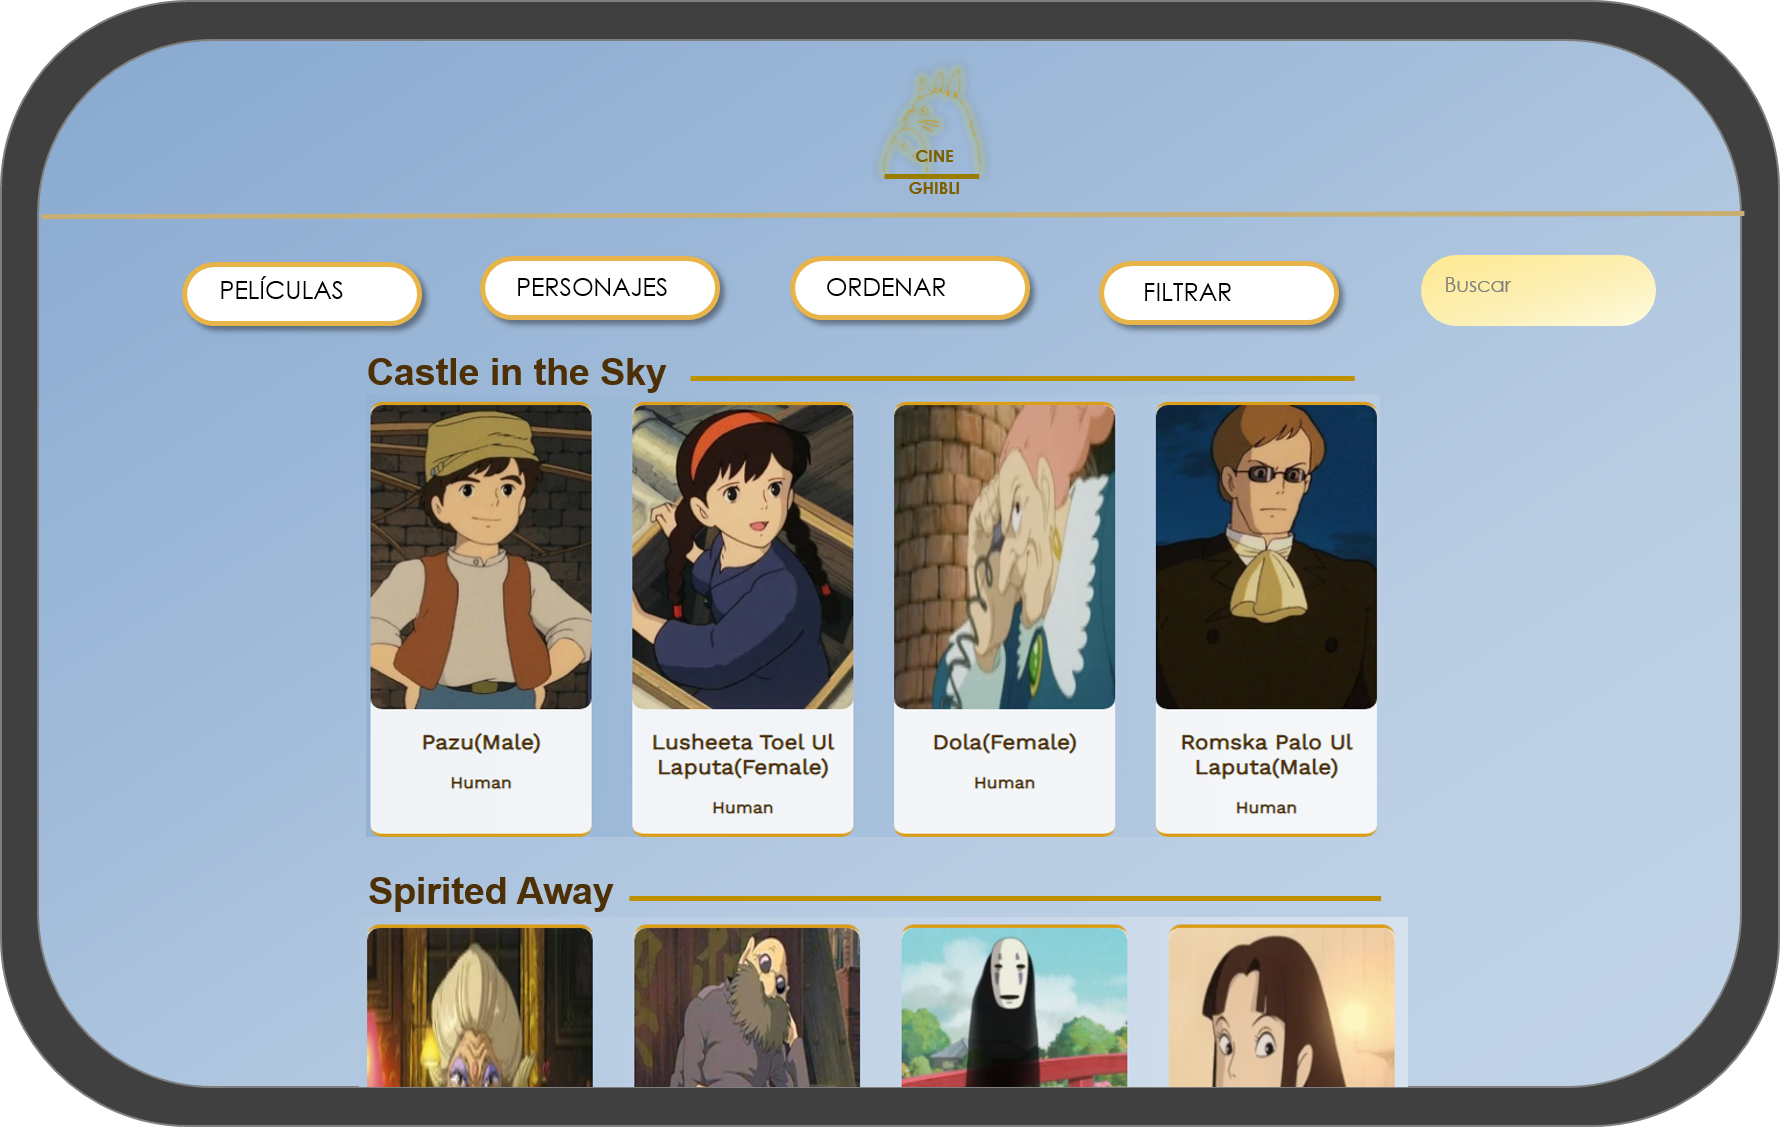 CINE
GHIBLI
PELÍCULAS
PERSONAJES
ORDENAR
FILTRAR
Buscar
Castle in the Sky
Pazu(Male)
Human
Lusheeta Toel Ul
Laputa(Female)
Human
Dola(Female)
Human
Romska Palo Ul
Laputa(Male)
Human
Spirited Away